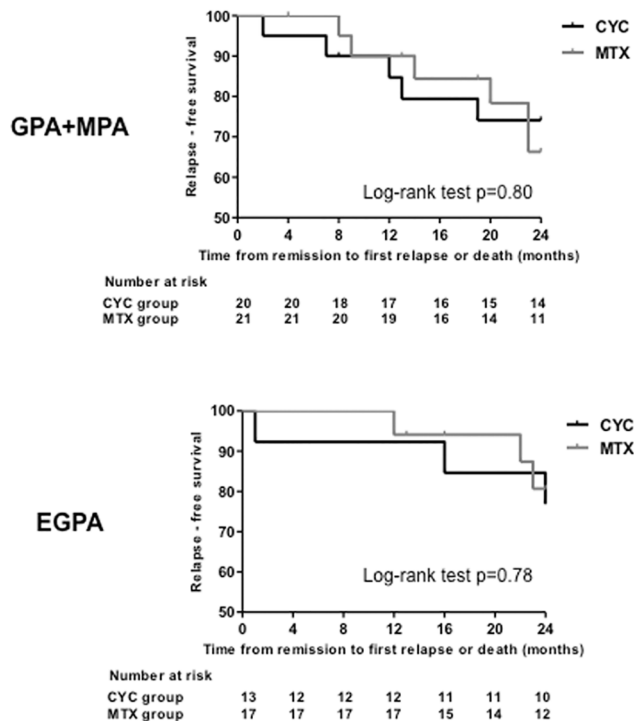 100
90
80
70
60
50
Relapse - free survival
CYC
MTX
GPA+MPA
Log-rank test p=0.80
0 4 8 12 16 20 24
Time from remission to first relapse or death (months)
Number at risk
CYC group 20 20 18 17 16 15 14
MTX group 21 21 20 19 16 14 11
100
90
80
70
60
50
Relapse - free survival
CYC
MTX
EGPA
Log-rank test p=0.78
0 4 8 12 16 20 24
Time from remission to first relapse or death (months)
Number at risk
CYC group 13 12 12 12 11 11 10
MTX group 17 17 17 17 15 14 12